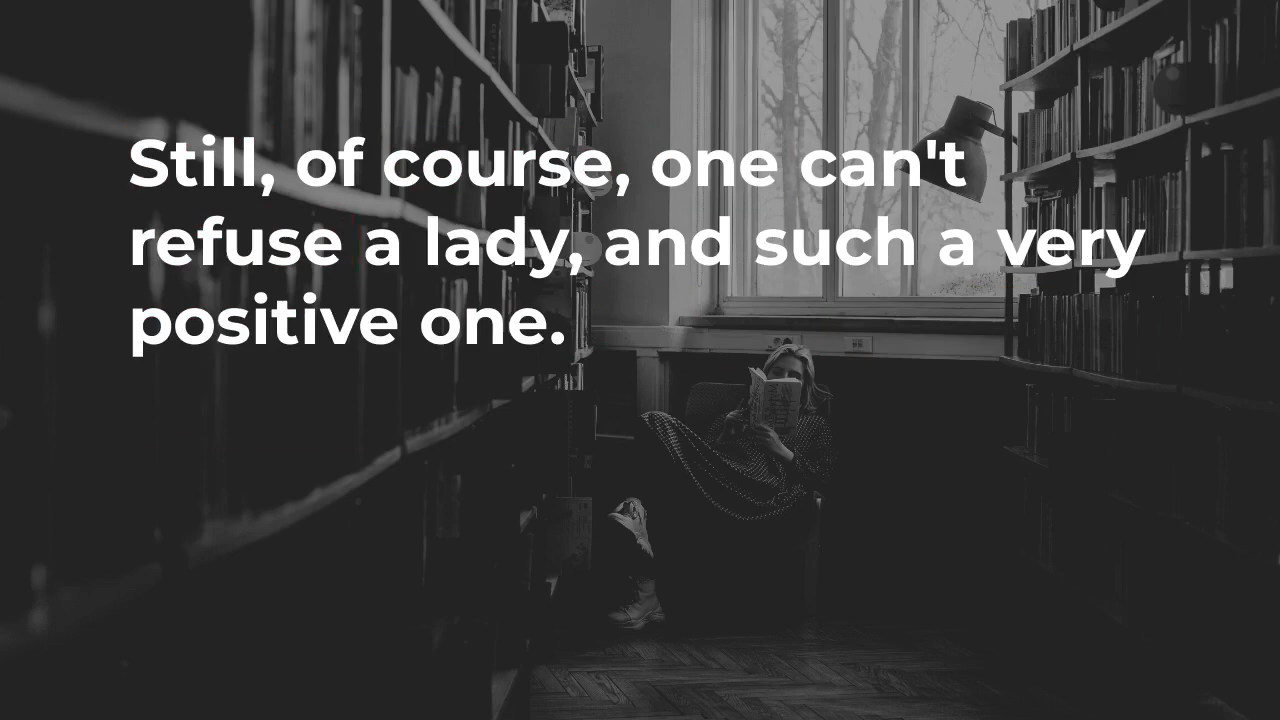 Still, of course, one can't
refuse a lady, and such a very
positive one.